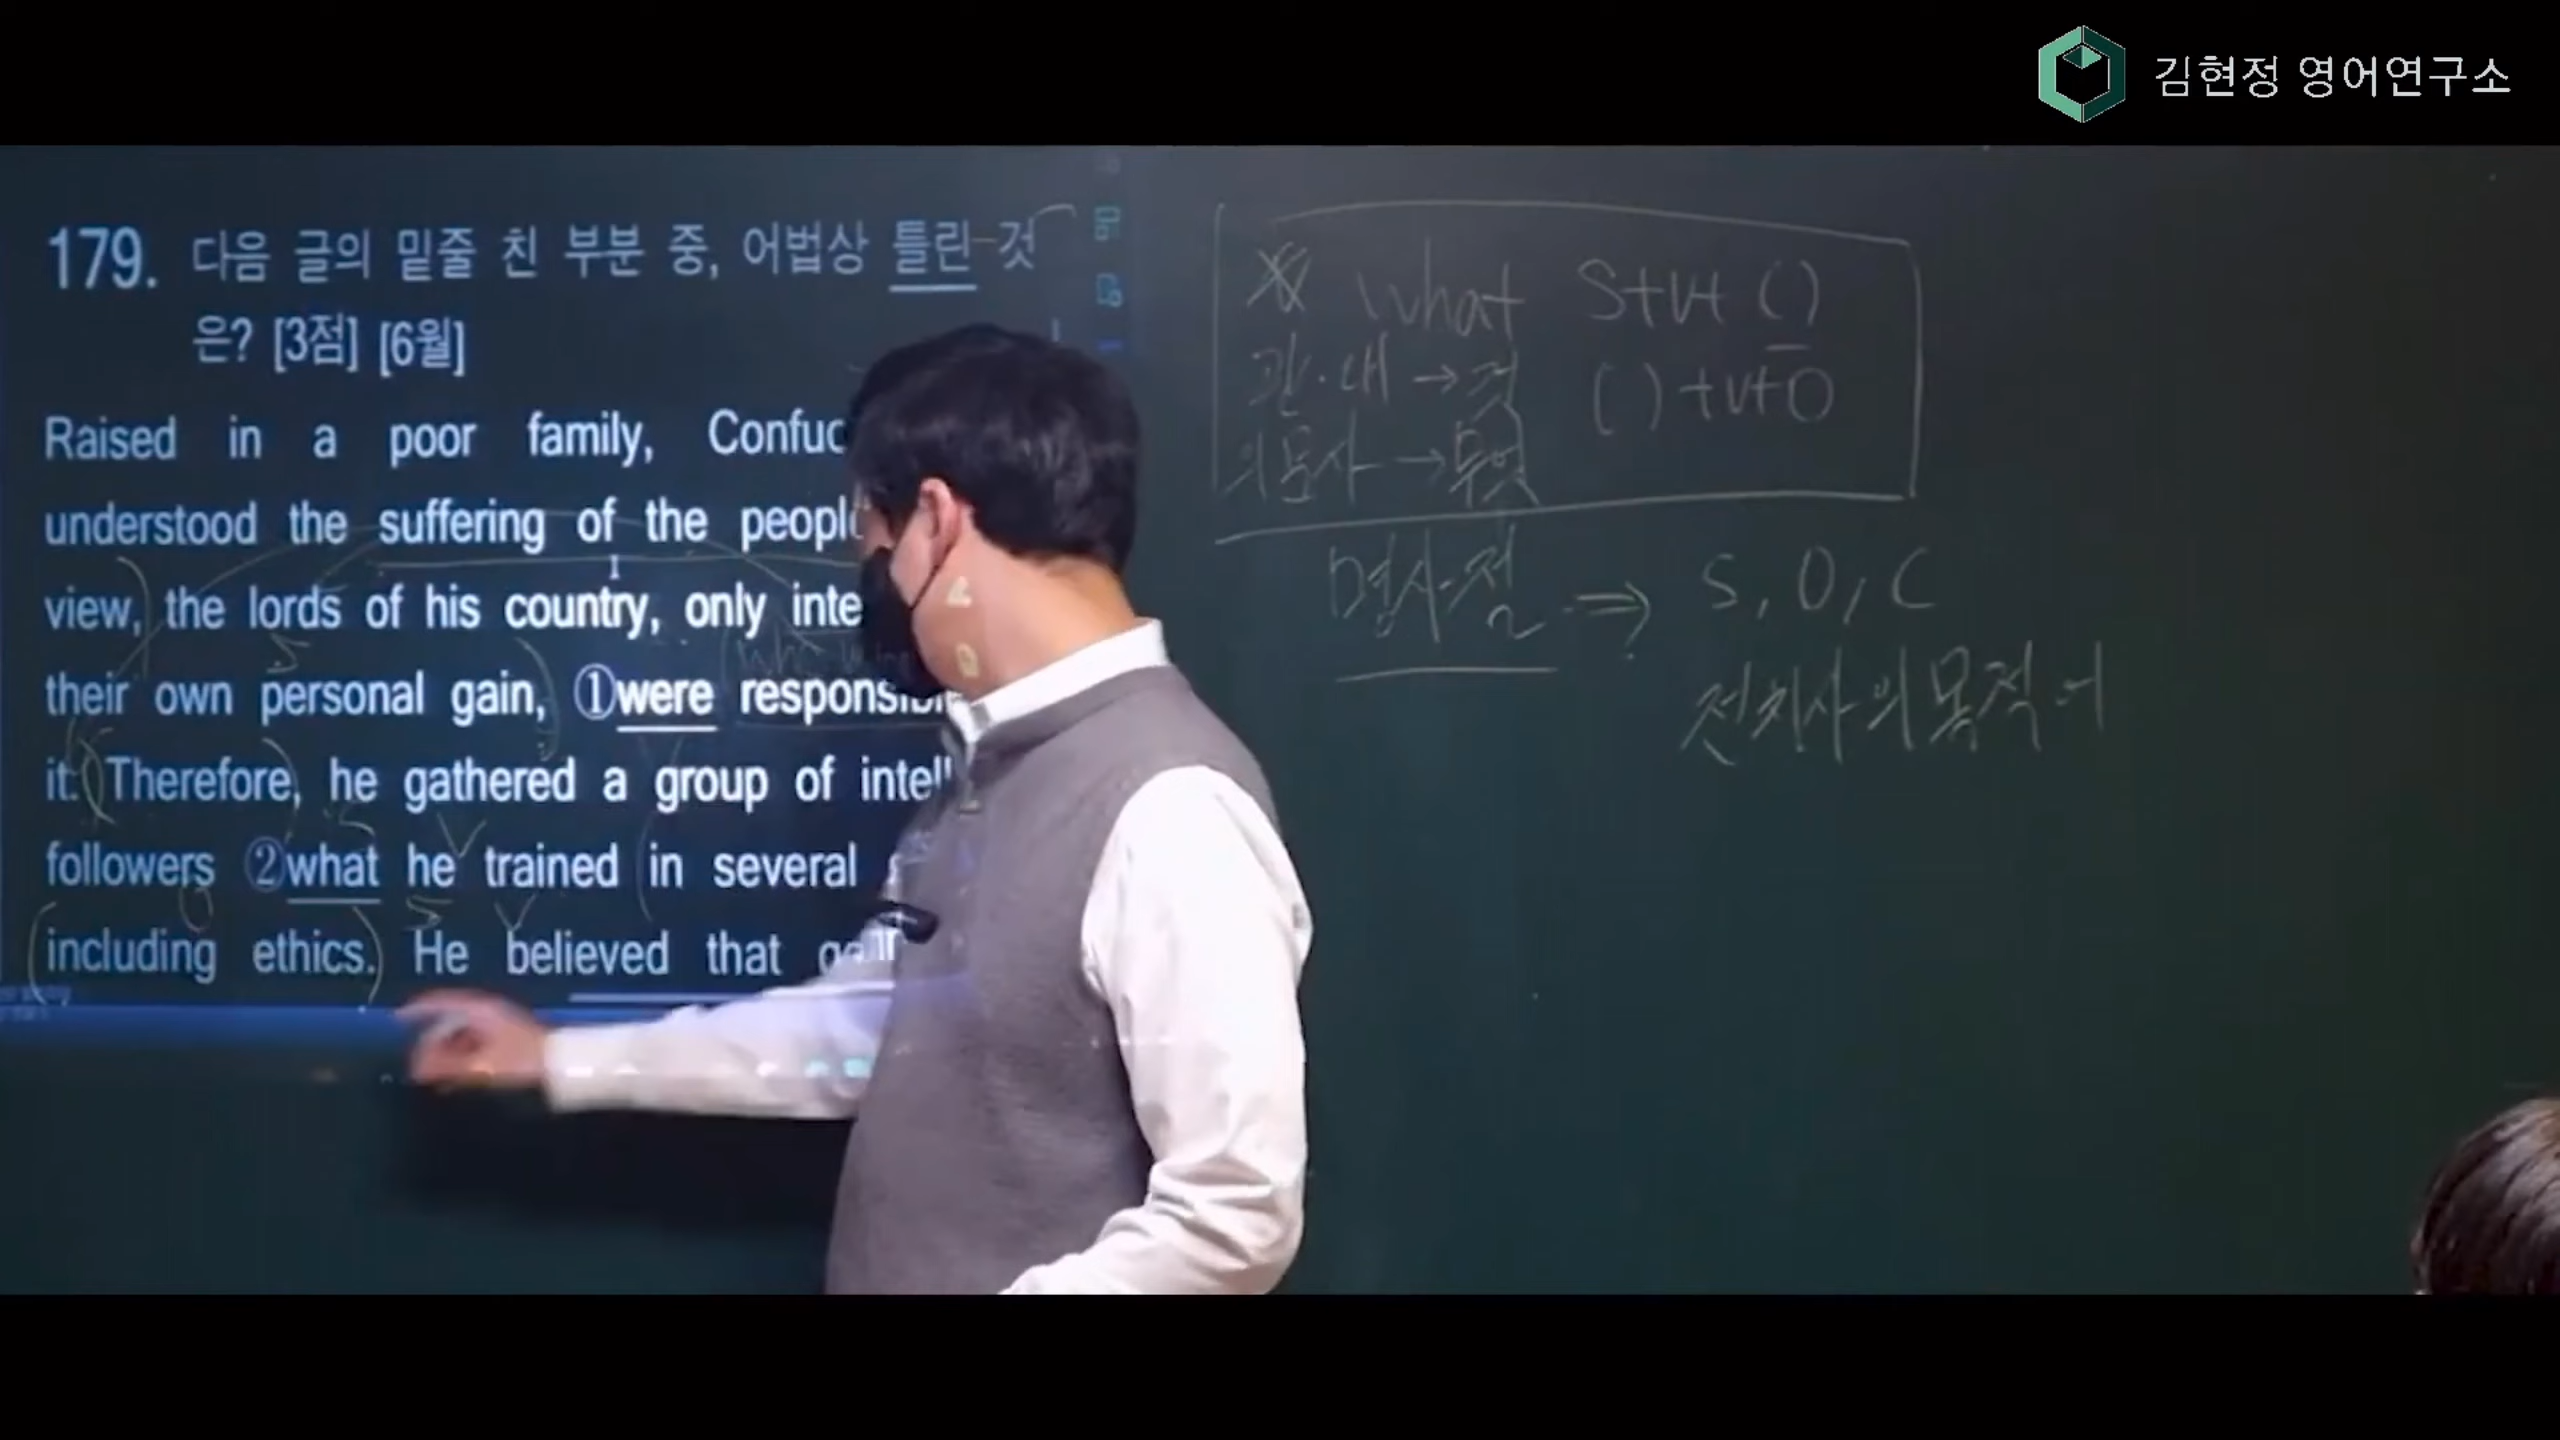 김현정 영어연구소
179. 다음 글의 밑줄 친 부분 중, 어법상 틀린 것
은? [3점] [6월]
Raised in a poor family, Confuc
understood the suffering of the peopl
view, the lords of his country, only inte
their own personal gain, ①were responsibl
it. Therefore, he gathered a group of intell
followers ②what he trained in several
including ethics. He believed that
S
S V
O S V
what S+vt ( )
관·대 → 것 ( ) +vt+O
의문사 → 무엇
명사절 ⇒ S, O, C
전치사의 목적어